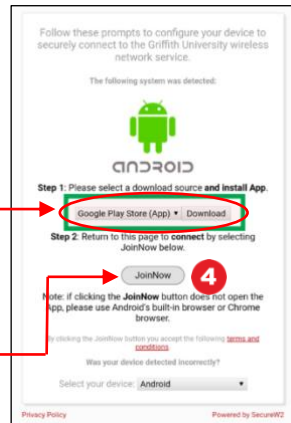 Follow these prompts to configure your device to
securely connect to the Griffith University wireless
network service.
The following system was detected:
ANDROID
Step 1: Please select a download source and install App.
Google Play Store (App) ▾ Download
Step 2: Return to this page to connect by selecting
JoinNow below.
JoinNow
4
Note: if clicking the JoinNow button does not open the
App, please use Android's built-in browser or Chrome
browser.
By clicking the JoinNow button you accept the following terms and
conditions.
Was your device detected incorrectly?
Select your device: Android ▾
Privacy Policy Powered by SecureW2